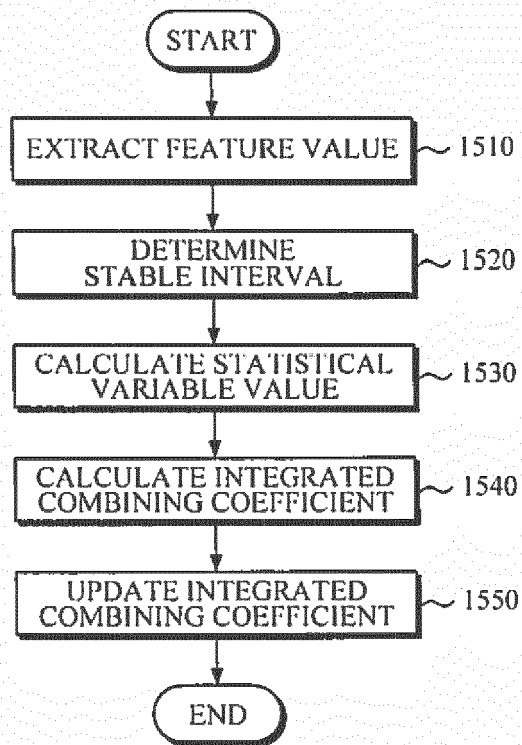 START
EXTRACT FEATURE VALUE
1510
DETERMINE
STABLE INTERVAL
1520
CALCULATE STATISTICAL
VARIABLE VALUE
1530
CALCULATE INTEGRATED
COMBINING COEFFICIENT
1540
UPDATE INTEGRATED
COMBINING COEFFICIENT
1550
END